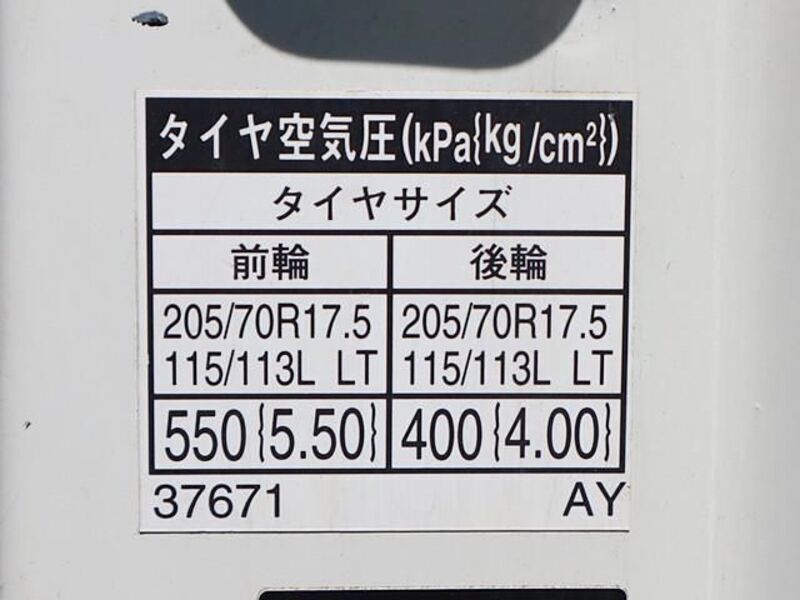 タイヤ空気圧(kPa{kg/cm²})
タイヤサイズ
前輪 後輪
205/70R17.5 205/70R17.5
115/113L LT 115/113L LT
550{5.50} 400{4.00}
37671 AY